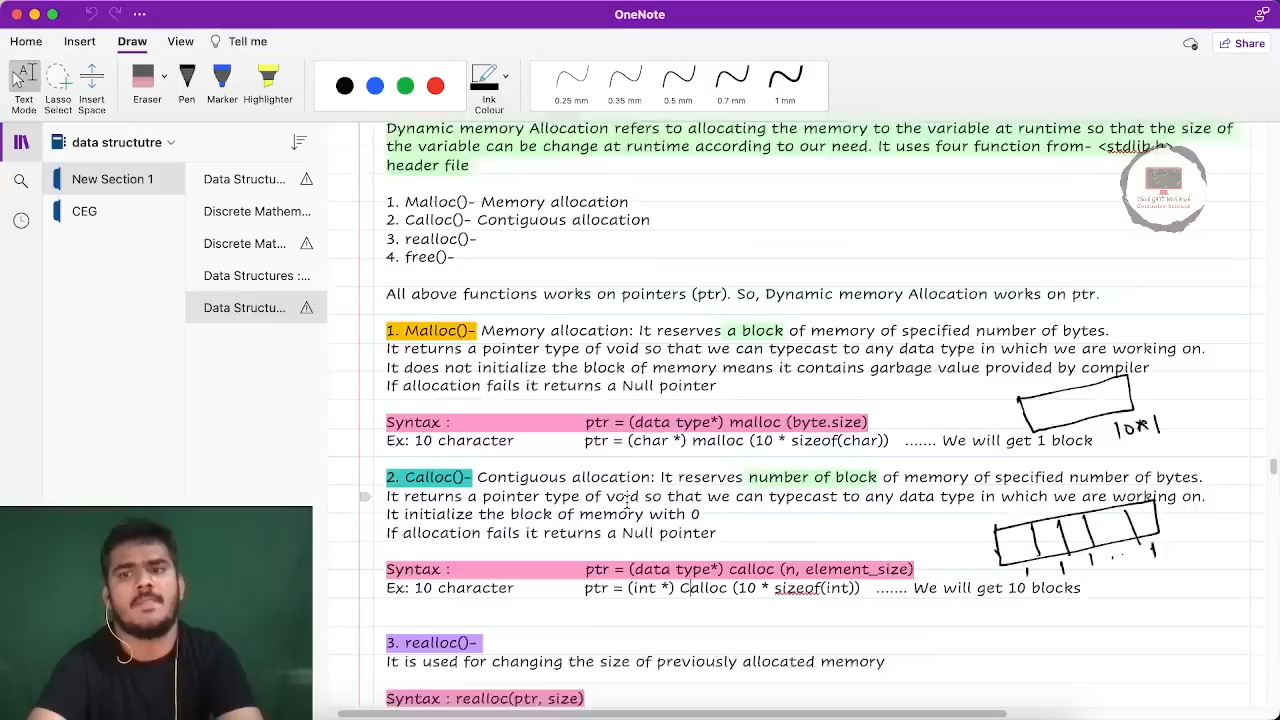 OneNote
Home Insert Draw View Tell me
Share
Text Mode
Lasso Select
Insert Space
Eraser
Pen
Marker
Highlighter
Ink Colour
0.25 mm
0.35 mm
0.5 mm
0.7 mm
1 mm
data structutre
New Section 1
CEG
Data Structu...
Discrete Mathem...
Discrete Mat...
Data Structures :...
Data Structu...
Dynamic memory Allocation refers to allocating the memory to the variable at runtime so that the size of
the variable can be change at runtime according to our need. It uses four function from- <stdlib.h>
header file
Computer Science
1. Malloc()- Memory allocation
2. Calloc()- Contiguous allocation
3. realloc()-
4. free()-
All above functions works on pointers (ptr). So, Dynamic memory Allocation works on ptr.
1. Malloc()- Memory allocation: It reserves a block of memory of specified number of bytes.
It returns a pointer type of void so that we can typecast to any data type in which we are working on.
It does not initialize the block of memory means it contains garbage value provided by compiler
If allocation fails it returns a Null pointer
Syntax : ptr = (data type*) malloc (byte.size)
10*1
Ex: 10 character ptr = (char *) malloc (10 * sizeof(char)) ....... We will get 1 block
2. Calloc()- Contiguous allocation: It reserves number of block of memory of specified number of bytes.
It returns a pointer type of void so that we can typecast to any data type in which we are working on.
It initialize the block of memory with 0
If allocation fails it returns a Null pointer
1 1 1 . . 1
Syntax : ptr = (data type*) calloc (n, element_size)
Ex: 10 character ptr = (int *) Calloc (10 * sizeof(int)) ....... We will get 10 blocks
3. realloc()-
It is used for changing the size of previously allocated memory
Syntax : realloc(ptr, size)